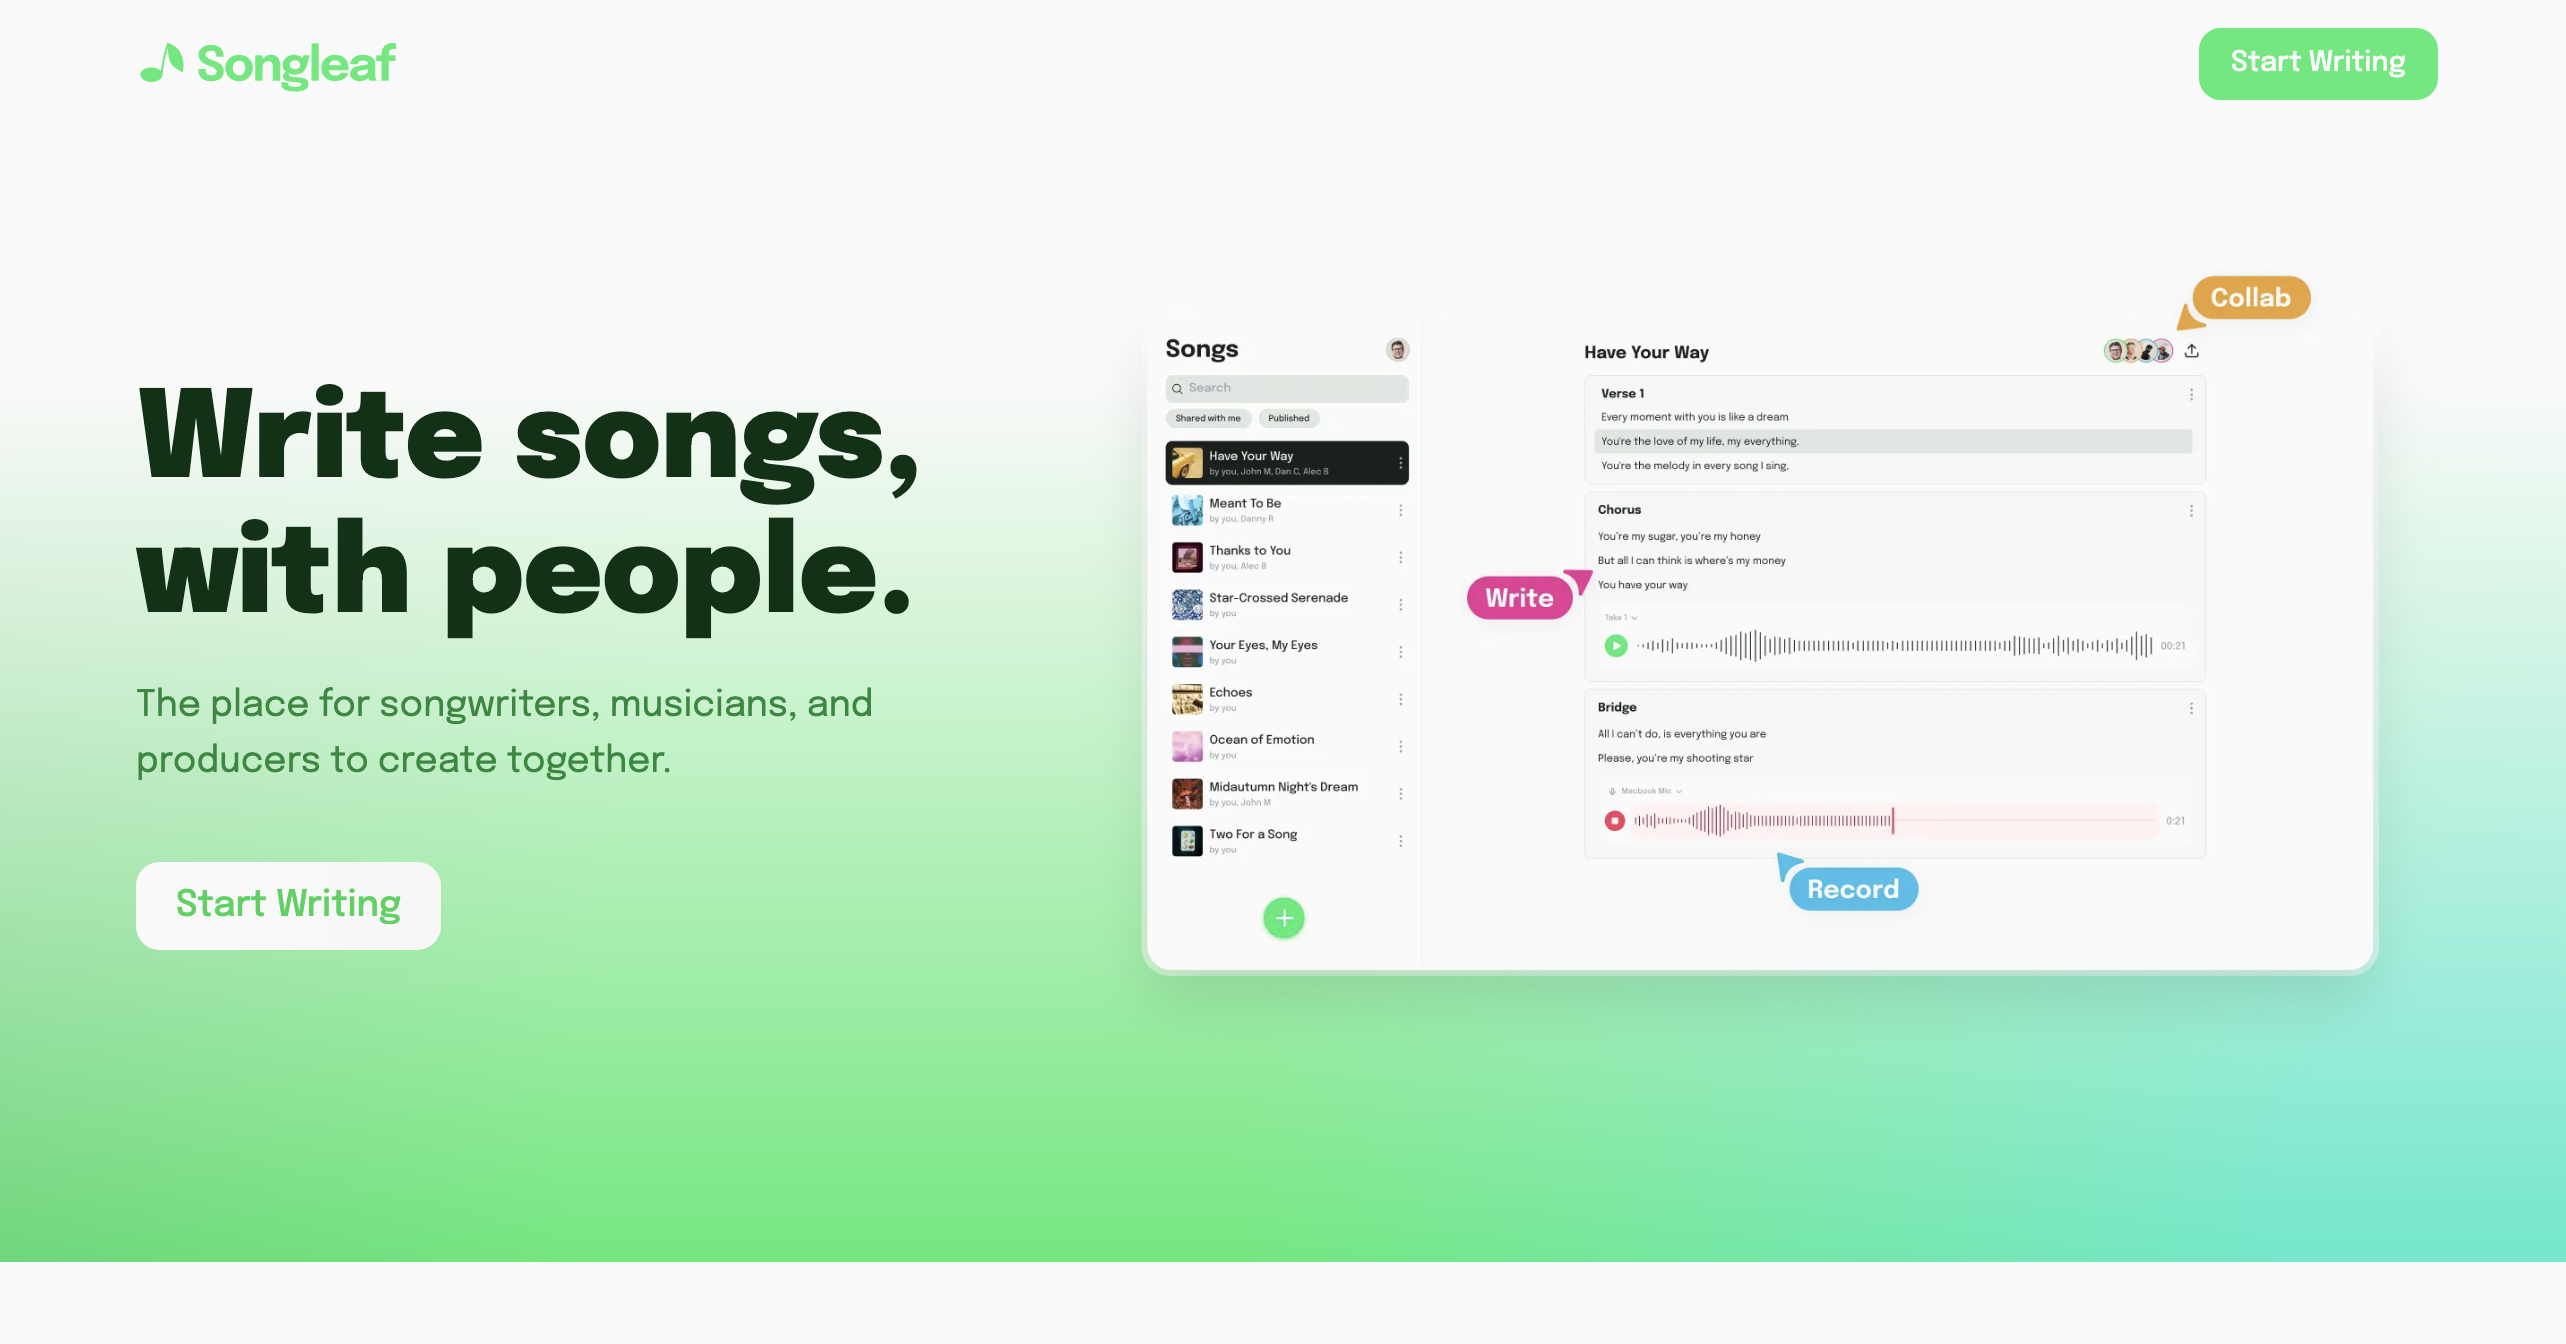 Songleaf
Start Writing
Write songs,
with people.
The place for songwriters, musicians, and
producers to create together.
Start Writing
Songs
Search
Shared with me
Published
Have Your Way
by you, John M, Dan C, Alec B
Meant To Be
by you, Danny R
Thanks to You
by you, Alec B
Star-Crossed Serenade
by you
Your Eyes, My Eyes
by you
Echoes
by you
Ocean of Emotion
by you
Midautumn Night's Dream
by you, John M
Two For a Song
by you
Collab
Have Your Way
Verse 1
Every moment with you is like a dream
You're the love of my life, my everything.
You're the melody in every song I sing,
Chorus
You're my sugar, you're my honey
But all I can think is where's my money
You have your way
Write
Take 1
00:21
Bridge
All I can't do, is everything you are
Please, you're my shooting star
Macbook Mic
0:21
Record